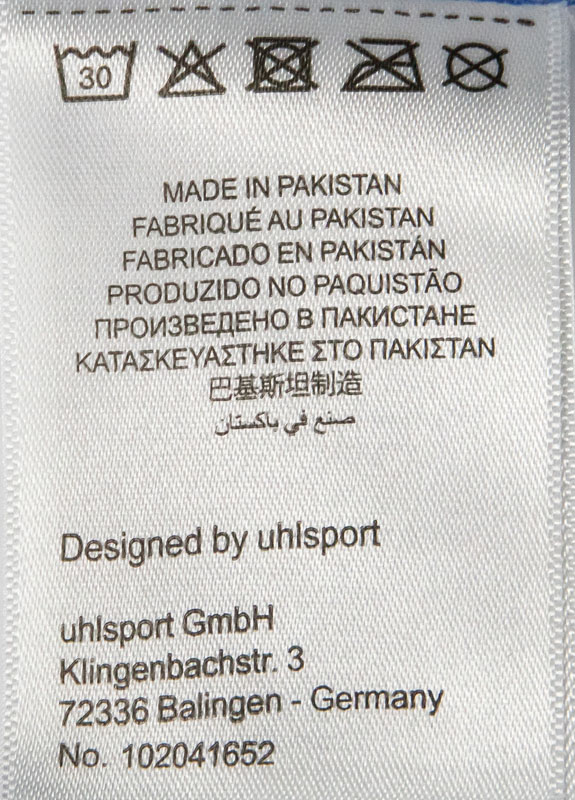 30
MADE IN PAKISTAN
FABRIQUÉ AU PAKISTAN
FABRICADO EN PAKISTÁN
PRODUZIDO NO PAQUISTÃO
ПРОИЗВЕДЕНО В ПАКИСТАНЕ
ΚΑΤΑΣΚΕΥΑΣΤΗΚΕ ΣΤΟ ΠΑΚΙΣΤΑΝ
巴基斯坦制造
صنع في باكستان
Designed by uhlsport
uhlsport GmbH
Klingenbachstr. 3
72336 Balingen - Germany
No. 102041652